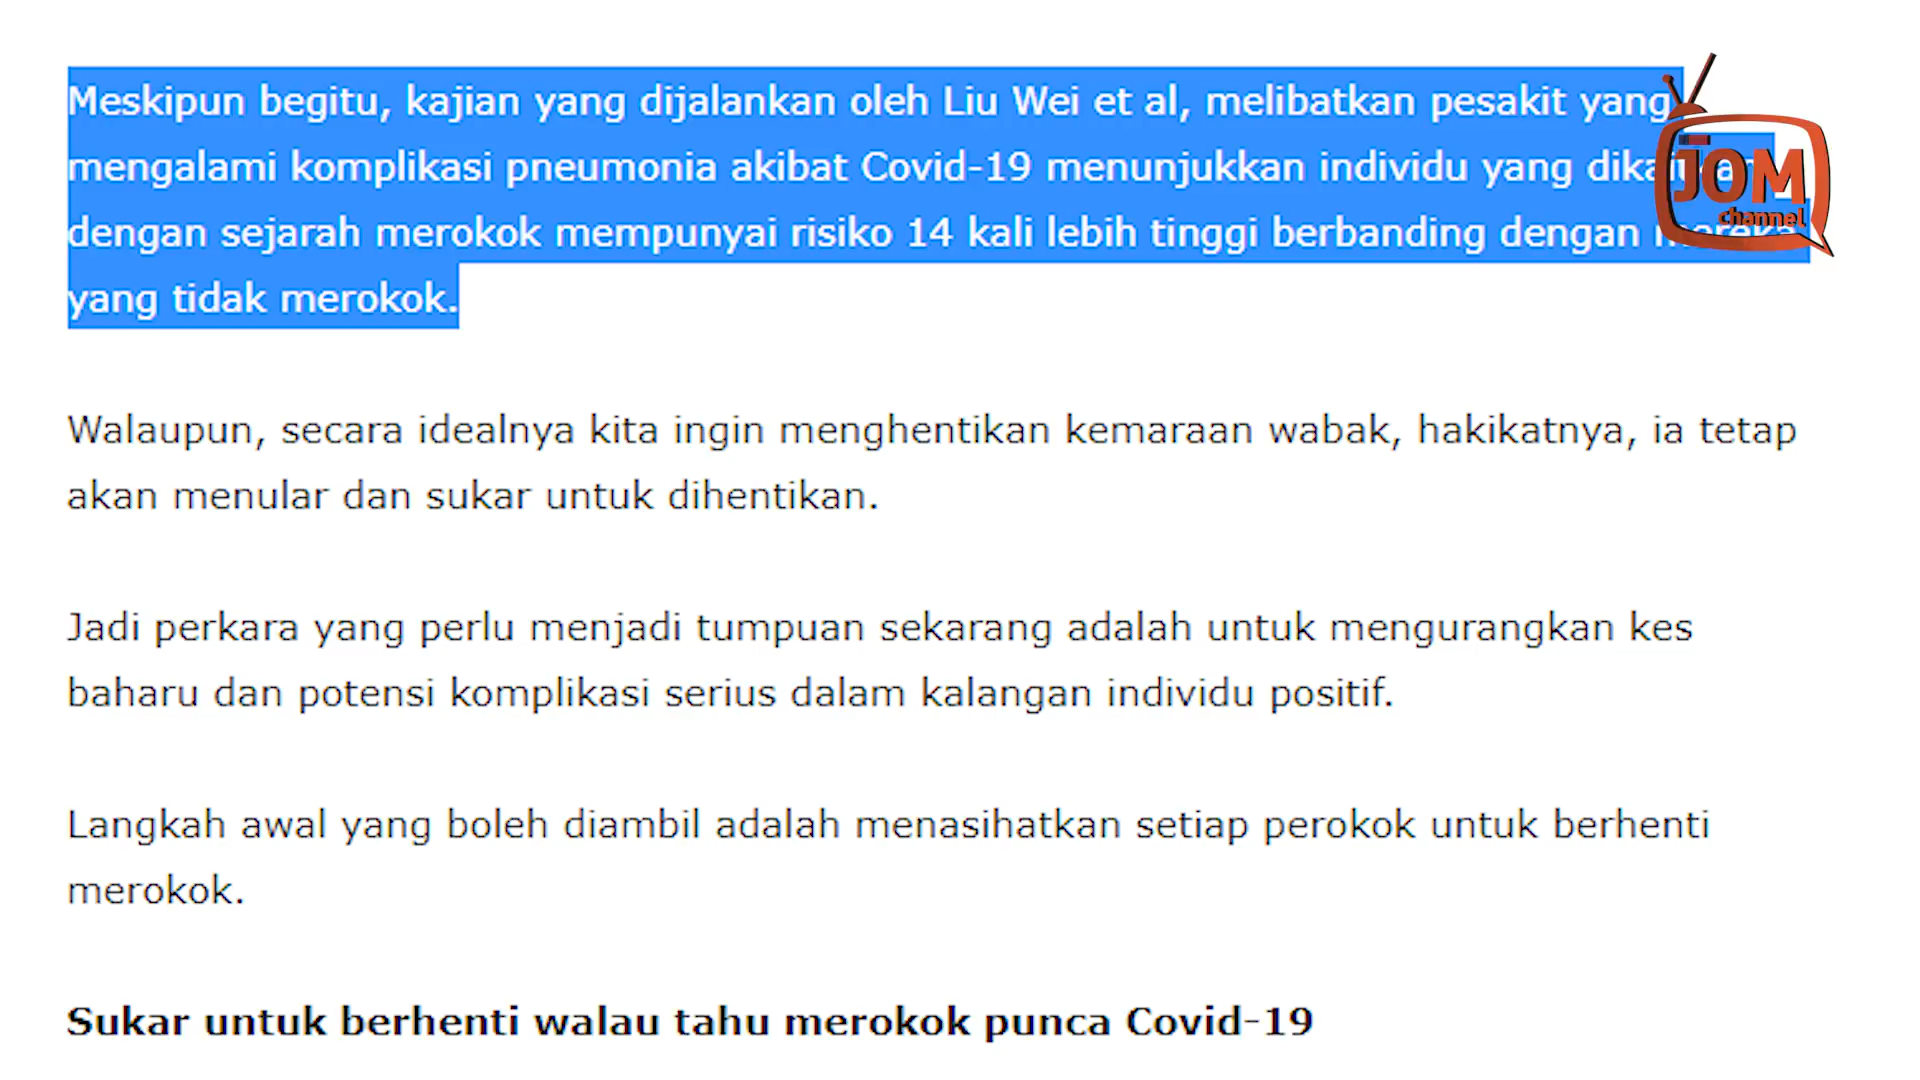 Meskipun begitu, kajian yang dijalankan oleh Liu Wei et al, melibatkan pesakit yang
mengalami komplikasi pneumonia akibat Covid-19 menunjukkan individu yang
dengan sejarah merokok mempunyai risiko 14 kali lebih tinggi berbanding dengan mereka
yang tidak merokok.
JOM
channel
Walaupun, secara idealnya kita ingin menghentikan kemaraan wabak, hakikatnya, ia tetap
akan menular dan sukar untuk dihentikan.
Jadi perkara yang perlu menjadi tumpuan sekarang adalah untuk mengurangkan kes
baharu dan potensi komplikasi serius dalam kalangan individu positif.
Langkah awal yang boleh diambil adalah menasihatkan setiap perokok untuk berhenti
merokok.
Sukar untuk berhenti walau tahu merokok punca Covid-19